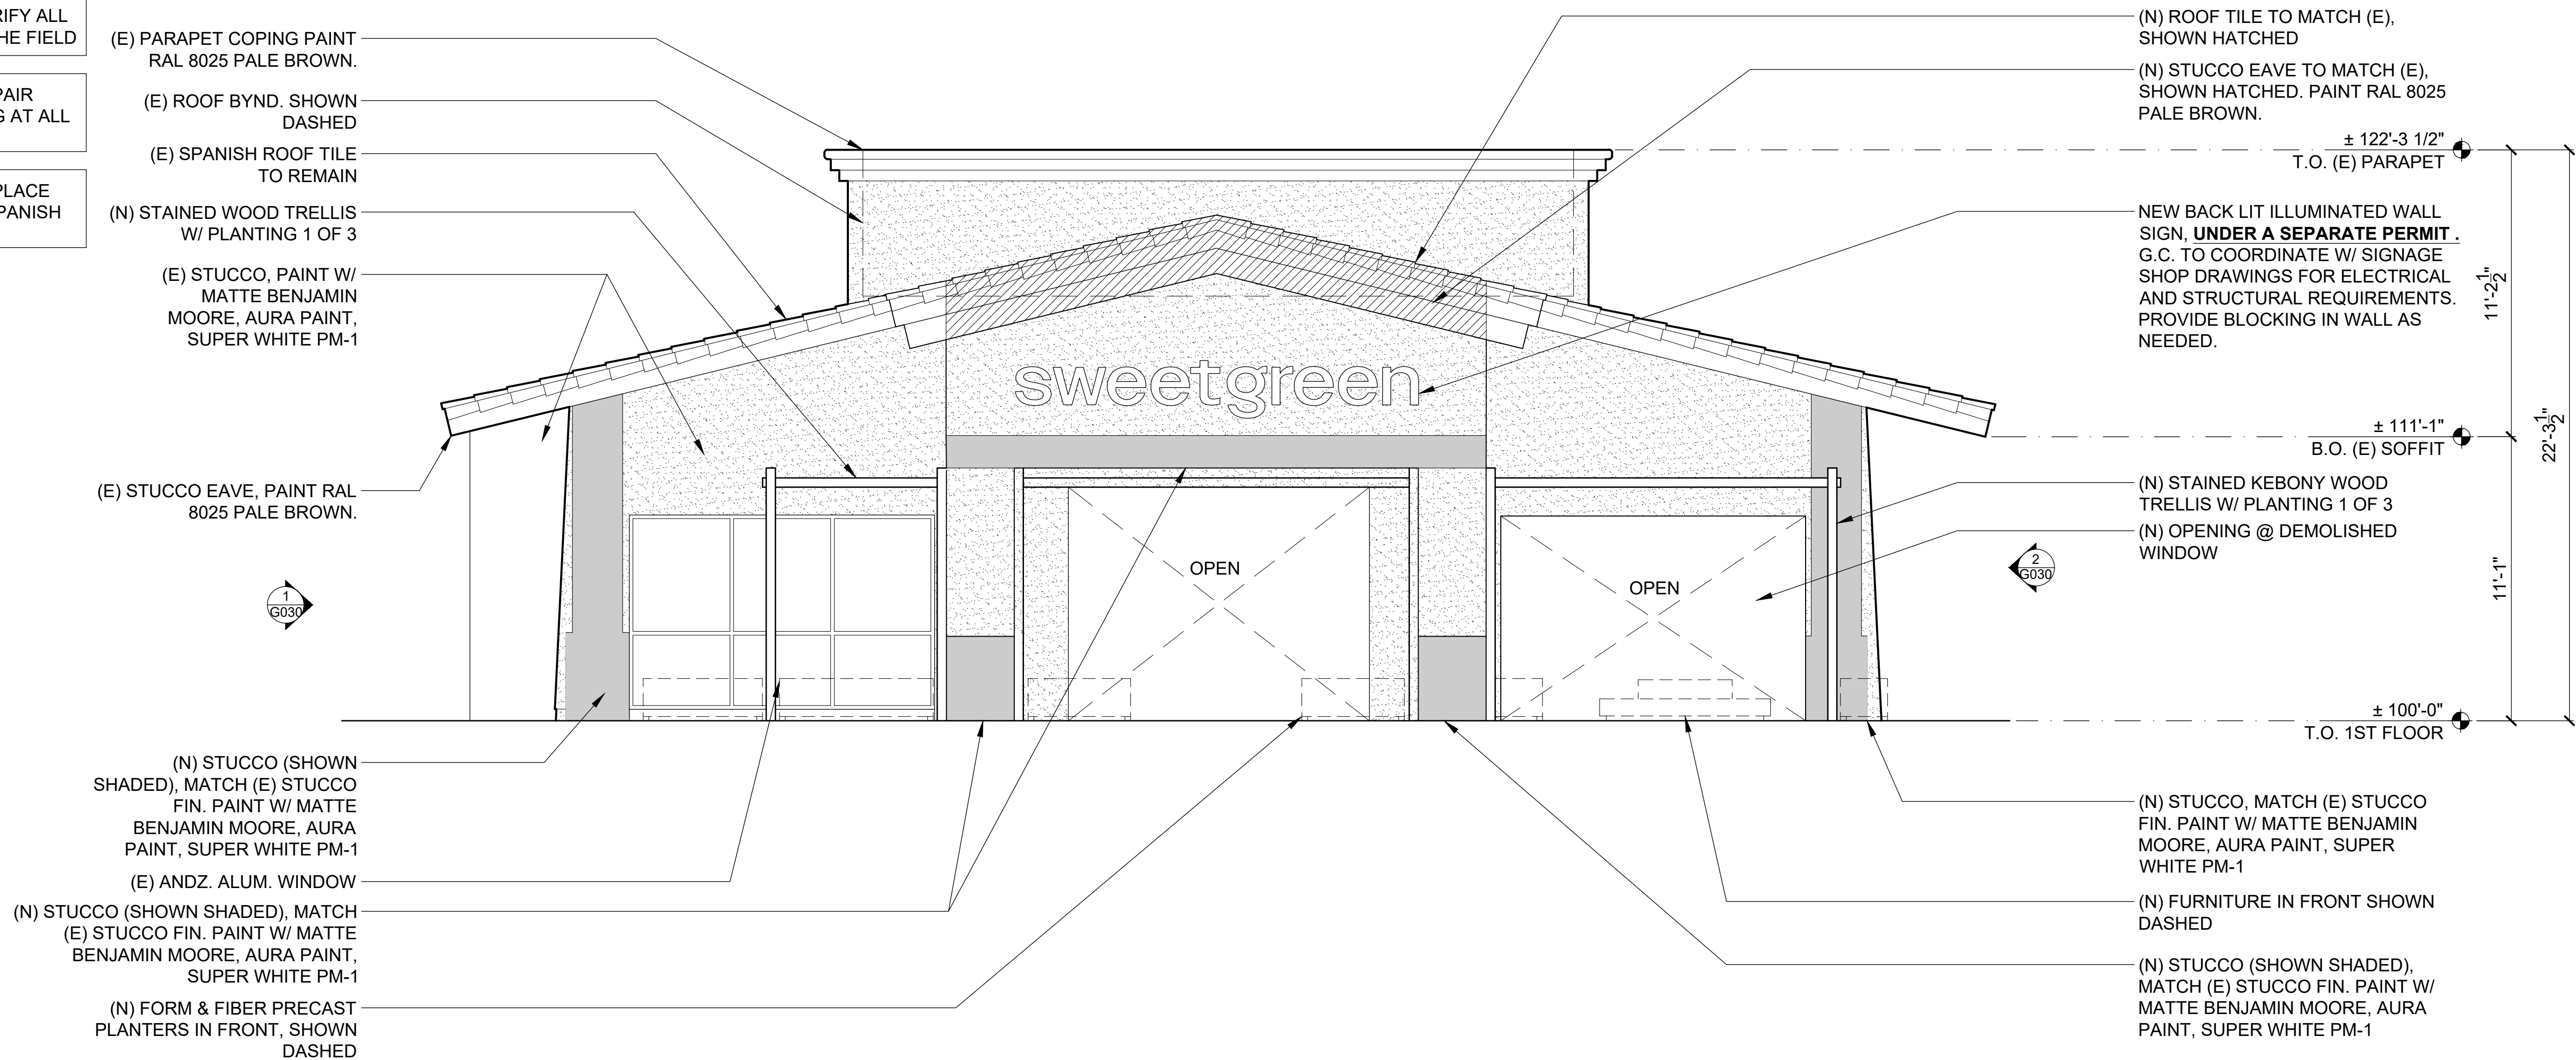 RIFY ALL
HE FIELD
PAIR
G AT ALL
PLACE
PANISH
(E) PARAPET COPING PAINT
RAL 8025 PALE BROWN.
(E) ROOF BYND. SHOWN
DASHED
(E) SPANISH ROOF TILE
TO REMAIN
(N) STAINED WOOD TRELLIS
W/ PLANTING 1 OF 3
(E) STUCCO, PAINT W/
MATTE BENJAMIN
MOORE, AURA PAINT,
SUPER WHITE PM-1
(E) STUCCO EAVE, PAINT RAL
8025 PALE BROWN.
1
G030
(N) STUCCO (SHOWN
SHADED), MATCH (E) STUCCO
FIN. PAINT W/ MATTE
BENJAMIN MOORE, AURA
PAINT, SUPER WHITE PM-1
(E) ANDZ. ALUM. WINDOW
(N) STUCCO (SHOWN SHADED), MATCH
(E) STUCCO FIN. PAINT W/ MATTE
BENJAMIN MOORE, AURA PAINT,
SUPER WHITE PM-1
(N) FORM & FIBER PRECAST
PLANTERS IN FRONT, SHOWN
DASHED
sweetgreen
OPEN
OPEN
(N) ROOF TILE TO MATCH (E),
SHOWN HATCHED
(N) STUCCO EAVE TO MATCH (E),
SHOWN HATCHED. PAINT RAL 8025
PALE BROWN.
± 122'-3 1/2"
T.O. (E) PARAPET
NEW BACK LIT ILLUMINATED WALL
SIGN, UNDER A SEPARATE PERMIT .
G.C. TO COORDINATE W/ SIGNAGE
SHOP DRAWINGS FOR ELECTRICAL
AND STRUCTURAL REQUIREMENTS.
PROVIDE BLOCKING IN WALL AS
NEEDED.
± 111'-1"
B.O. (E) SOFFIT
(N) STAINED KEBONY WOOD
TRELLIS W/ PLANTING 1 OF 3
(N) OPENING @ DEMOLISHED
WINDOW
2
G030
± 100'-0"
T.O. 1ST FLOOR
(N) STUCCO, MATCH (E) STUCCO
FIN. PAINT W/ MATTE BENJAMIN
MOORE, AURA PAINT, SUPER
WHITE PM-1
(N) FURNITURE IN FRONT SHOWN
DASHED
(N) STUCCO (SHOWN SHADED),
MATCH (E) STUCCO FIN. PAINT W/
MATTE BENJAMIN MOORE, AURA
PAINT, SUPER WHITE PM-1
11'-2 1/2"
11'-1"
22'-3 1/2"